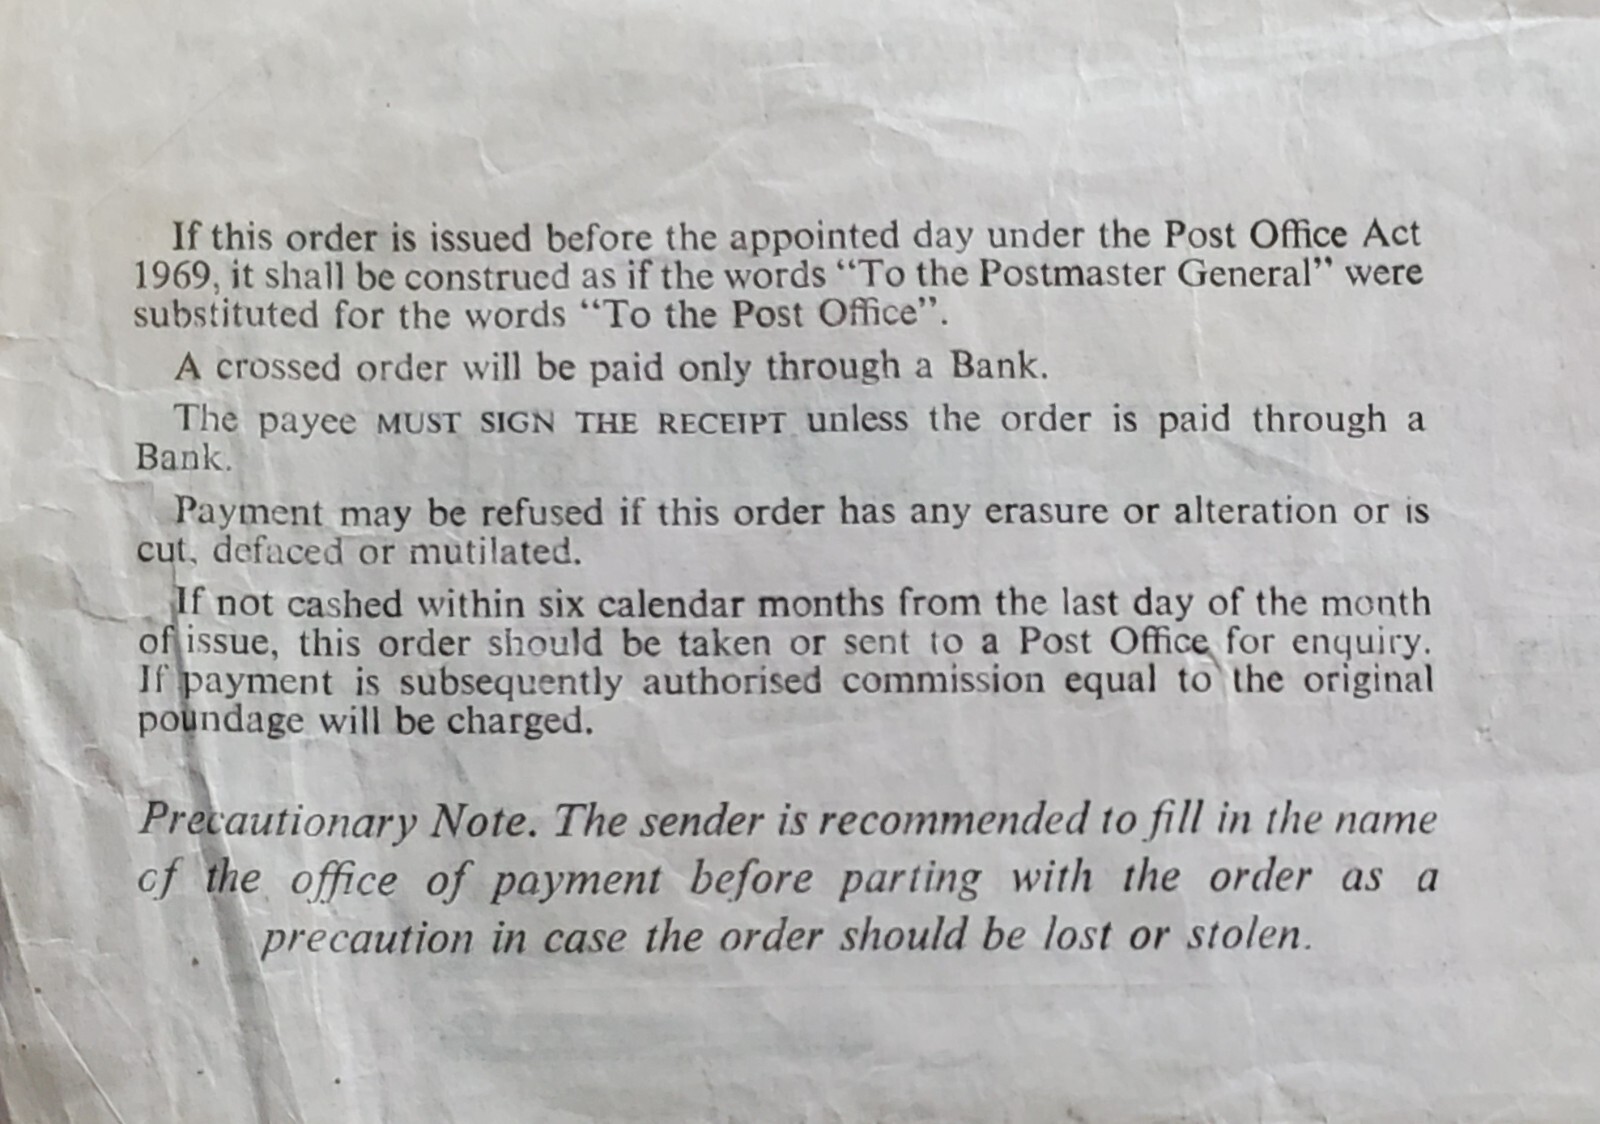 If this order is issued before the appointed day under the Post Office Act
1969, it shall be construed as if the words “To the Postmaster General” were
substituted for the words “To the Post Office”.
A crossed order will be paid only through a Bank.
The payee MUST SIGN THE RECEIPT unless the order is paid through a
Bank.
Payment may be refused if this order has any erasure or alteration or is
cut, defaced or mutilated.
If not cashed within six calendar months from the last day of the month
of issue, this order should be taken or sent to a Post Office for enquiry.
If payment is subsequently authorised commission equal to the original
poundage will be charged.
Precautionary Note. The sender is recommended to fill in the name
of the office of payment before parting with the order as a
precaution in case the order should be lost or stolen.